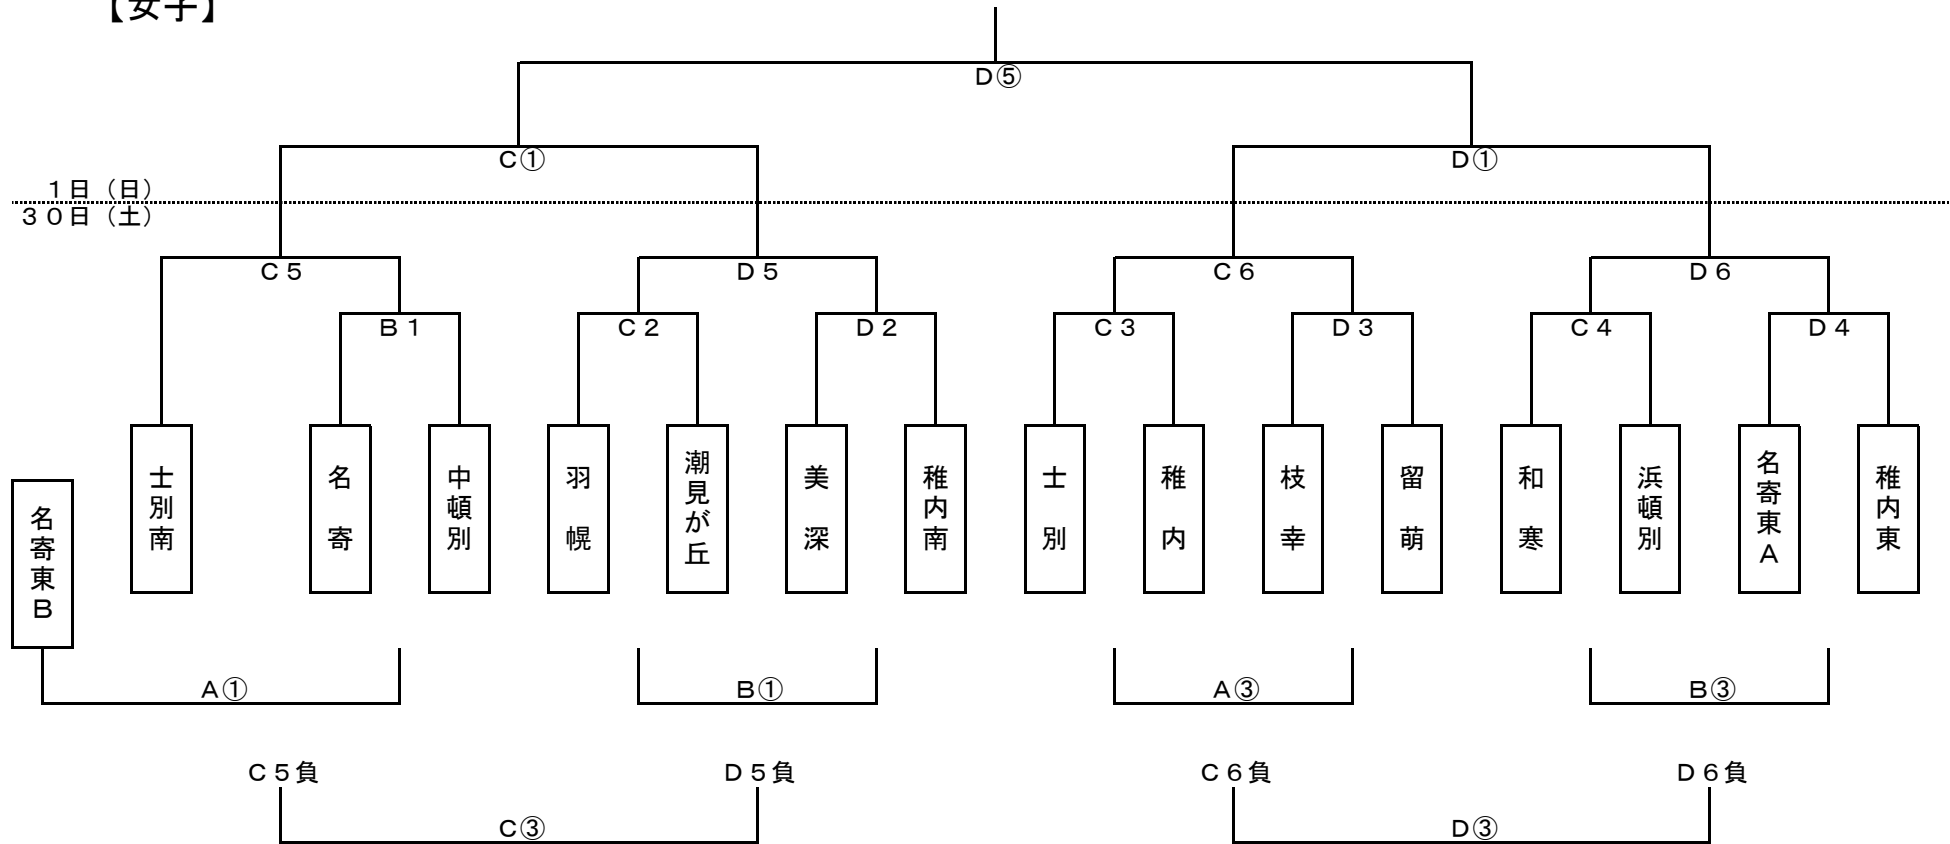 【女子】
D⑤
C①
D①
1日（日）
30日（土）
C5
D5
C6
D6
B1
C2
D2
C3
D3
C4
D4
名寄東B
士別南
名寄
中頓別
羽幌
潮見が丘
美深
稚内南
士別
稚内
枝幸
留萌
和寒
浜頓別
名寄東A
稚内東
A①
B①
A③
B③
C5負
D5負
C6負
D6負
C③
D③